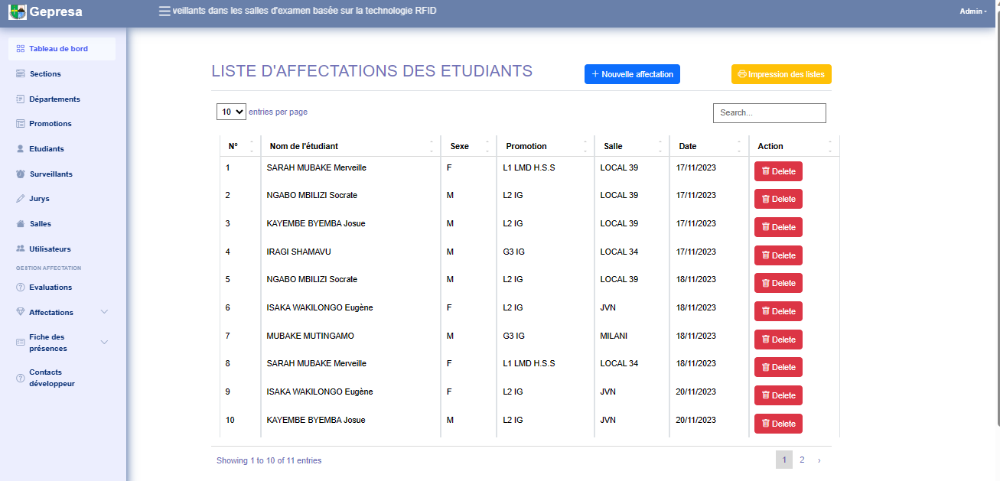 Gepresa
veillants dans les salles d'examen basée sur la technologie RFID
Admin
Tableau de bord
Sections
Départements
Promotions
Etudiants
Surveillants
Jurys
Salles
Utilisateurs
GESTION AFFECTATION
Evaluations
Affectations
Fiche des
présences
Contacts
développeur
LISTE D'AFFECTATIONS DES ETUDIANTS
+ Nouvelle affectation
Impression des listes
10 entries per page
Search...
N° Nom de l'étudiant Sexe Promotion Salle Date Action
1 SARAH MUBAKE Merveille F L1 LMD H.S.S LOCAL 39 17/11/2023 Delete
2 NGABO MBILIZI Socrate M L2 IG LOCAL 39 17/11/2023 Delete
3 KAYEMBE BYEMBA Josue M L2 IG LOCAL 39 17/11/2023 Delete
4 IRAGI SHAMAVU M G3 IG LOCAL 34 17/11/2023 Delete
5 NGABO MBILIZI Socrate M L2 IG LOCAL 39 18/11/2023 Delete
6 ISAKA WAKILONGO Eugène F L2 IG JVN 18/11/2023 Delete
7 MUBAKE MUTINGAMO M G3 IG MILANI 18/11/2023 Delete
8 SARAH MUBAKE Merveille F L1 LMD H.S.S LOCAL 34 18/11/2023 Delete
9 ISAKA WAKILONGO Eugène F L2 IG JVN 20/11/2023 Delete
10 KAYEMBE BYEMBA Josue M L2 IG JVN 20/11/2023 Delete
Showing 1 to 10 of 11 entries
1 2 ›